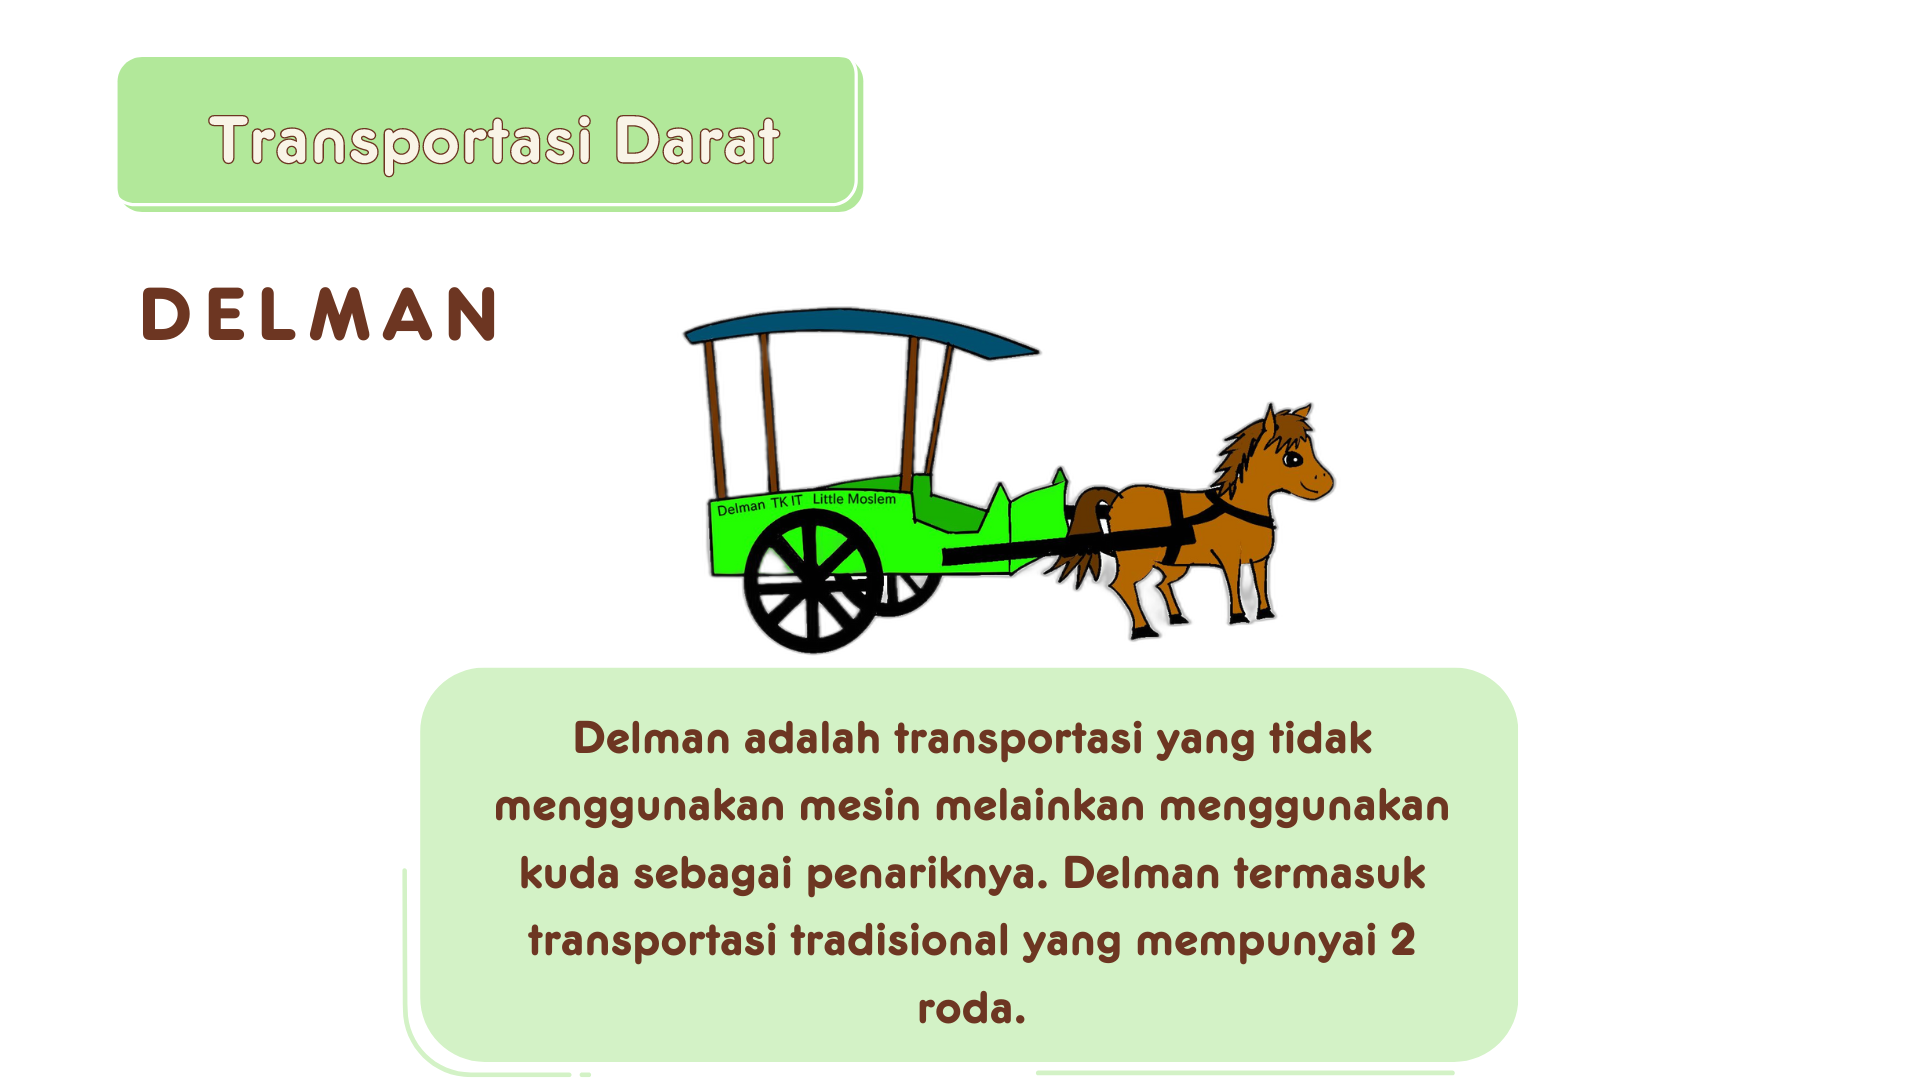 Transportasi Darat
DELMAN
Delman TK IT Little Moslem
Delman adalah transportasi yang tidak
menggunakan mesin melainkan menggunakan
kuda sebagai penariknya. Delman termasuk
transportasi tradisional yang mempunyai 2
roda.